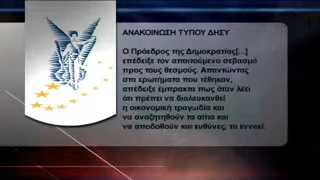 ΑΝΑΚΟΙΝΩΣΗ ΤΥΠΟΥ ΔΗΣΥ
Ο Πρόεδρος της Δημοκρατίας[...]
επέδειξε τον απαιτούμενο σεβασμό
προς τους θεσμούς. Απαντώντας
στα ερωτήματα που τέθηκαν,
απέδειξε έμπρακτα πως όταν λέει
ότι πρέπει να διαλευκανθεί
η οικονομική τραγωδία και
να αναζητηθούν τα αίτια και
να αποδοθούν και ευθύνες, το εννοεί.